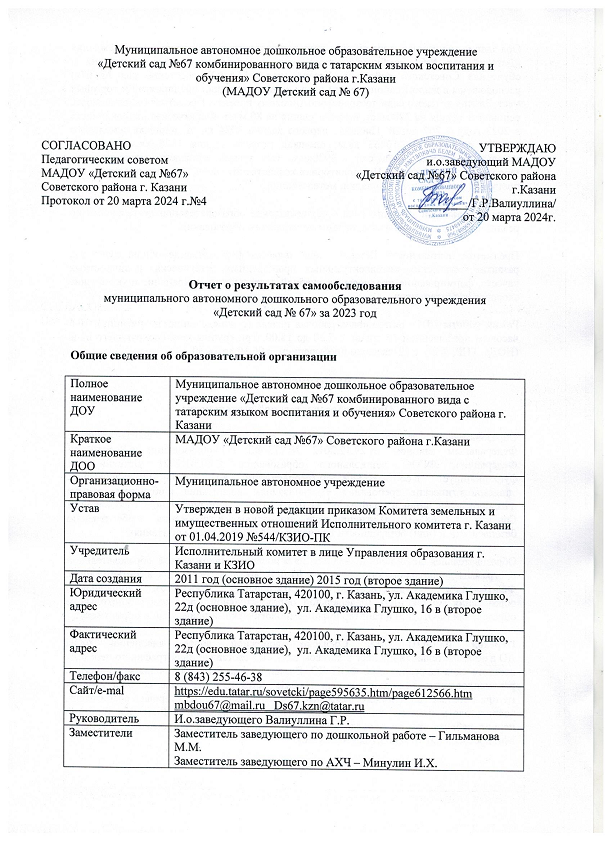 Муниципальное автономное дошкольное образовательное учреждение
«Детский сад №67 комбинированного вида с татарским языком воспитания и
обучения» Советского района г.Казани
(МАДОУ Детский сад № 67)
СОГЛАСОВАНО
Педагогическим советом
МАДОУ «Детский сад №67»
Советского района г. Казани
Протокол от 20 марта 2024 г.№4
УТВЕРЖДАЮ
и.о.заведующий МАДОУ
«Детский сад №67» Советского района
г.Казани
/Г.Р.Валиуллина/
от 20 марта 2024г.
Отчет о результатах самообследования
муниципального автономного дошкольного образовательного учреждения
«Детский сад № 67» за 2023 год
Общие сведения об образовательной организации
Полное
наименование
ДОУ
Муниципальное автономное дошкольное образовательное
учреждение «Детский сад №67 комбинированного вида с
татарским языком воспитания и обучения» Советского района г.
Казани
Краткое
наименование
ДОО
МАДОУ «Детский сад №67» Советского района г.Казани
Организационно-
правовая форма
Муниципальное автономное учреждение
Устав
Утвержден в новой редакции приказом Комитета земельных и
имущественных отношений Исполнительного комитета г. Казани
от 01.04.2019 №544/КЗИО-ПК
Учредитель
Исполнительный комитет в лице Управления образования г.
Казани и КЗИО
Дата создания
2011 год (основное здание) 2015 год (второе здание)
Юридический
адрес
Республика Татарстан, 420100, г. Казань, ул. Академика Глушко,
22д (основное здание), ул. Академика Глушко, 16 в (второе
здание)
Фактический
адрес
Республика Татарстан, 420100, г. Казань, ул. Академика Глушко,
22д (основное здание), ул. Академика Глушко, 16 в (второе
здание)
Телефон/факс
8 (843) 255-46-38
Сайт/e-mal
https://edu.tatar.ru/sovetcki/page595635.htm/page612566.htm
mbdou67@mail.ru Ds67.kzn@tatar.ru
Руководитель
И.о.заведующего Валиуллина Г.Р.
Заместители
Заместитель заведующего по дошкольной работе – Гильманова
М.М.
Заместитель заведующего по АХЧ – Минулин И.Х.